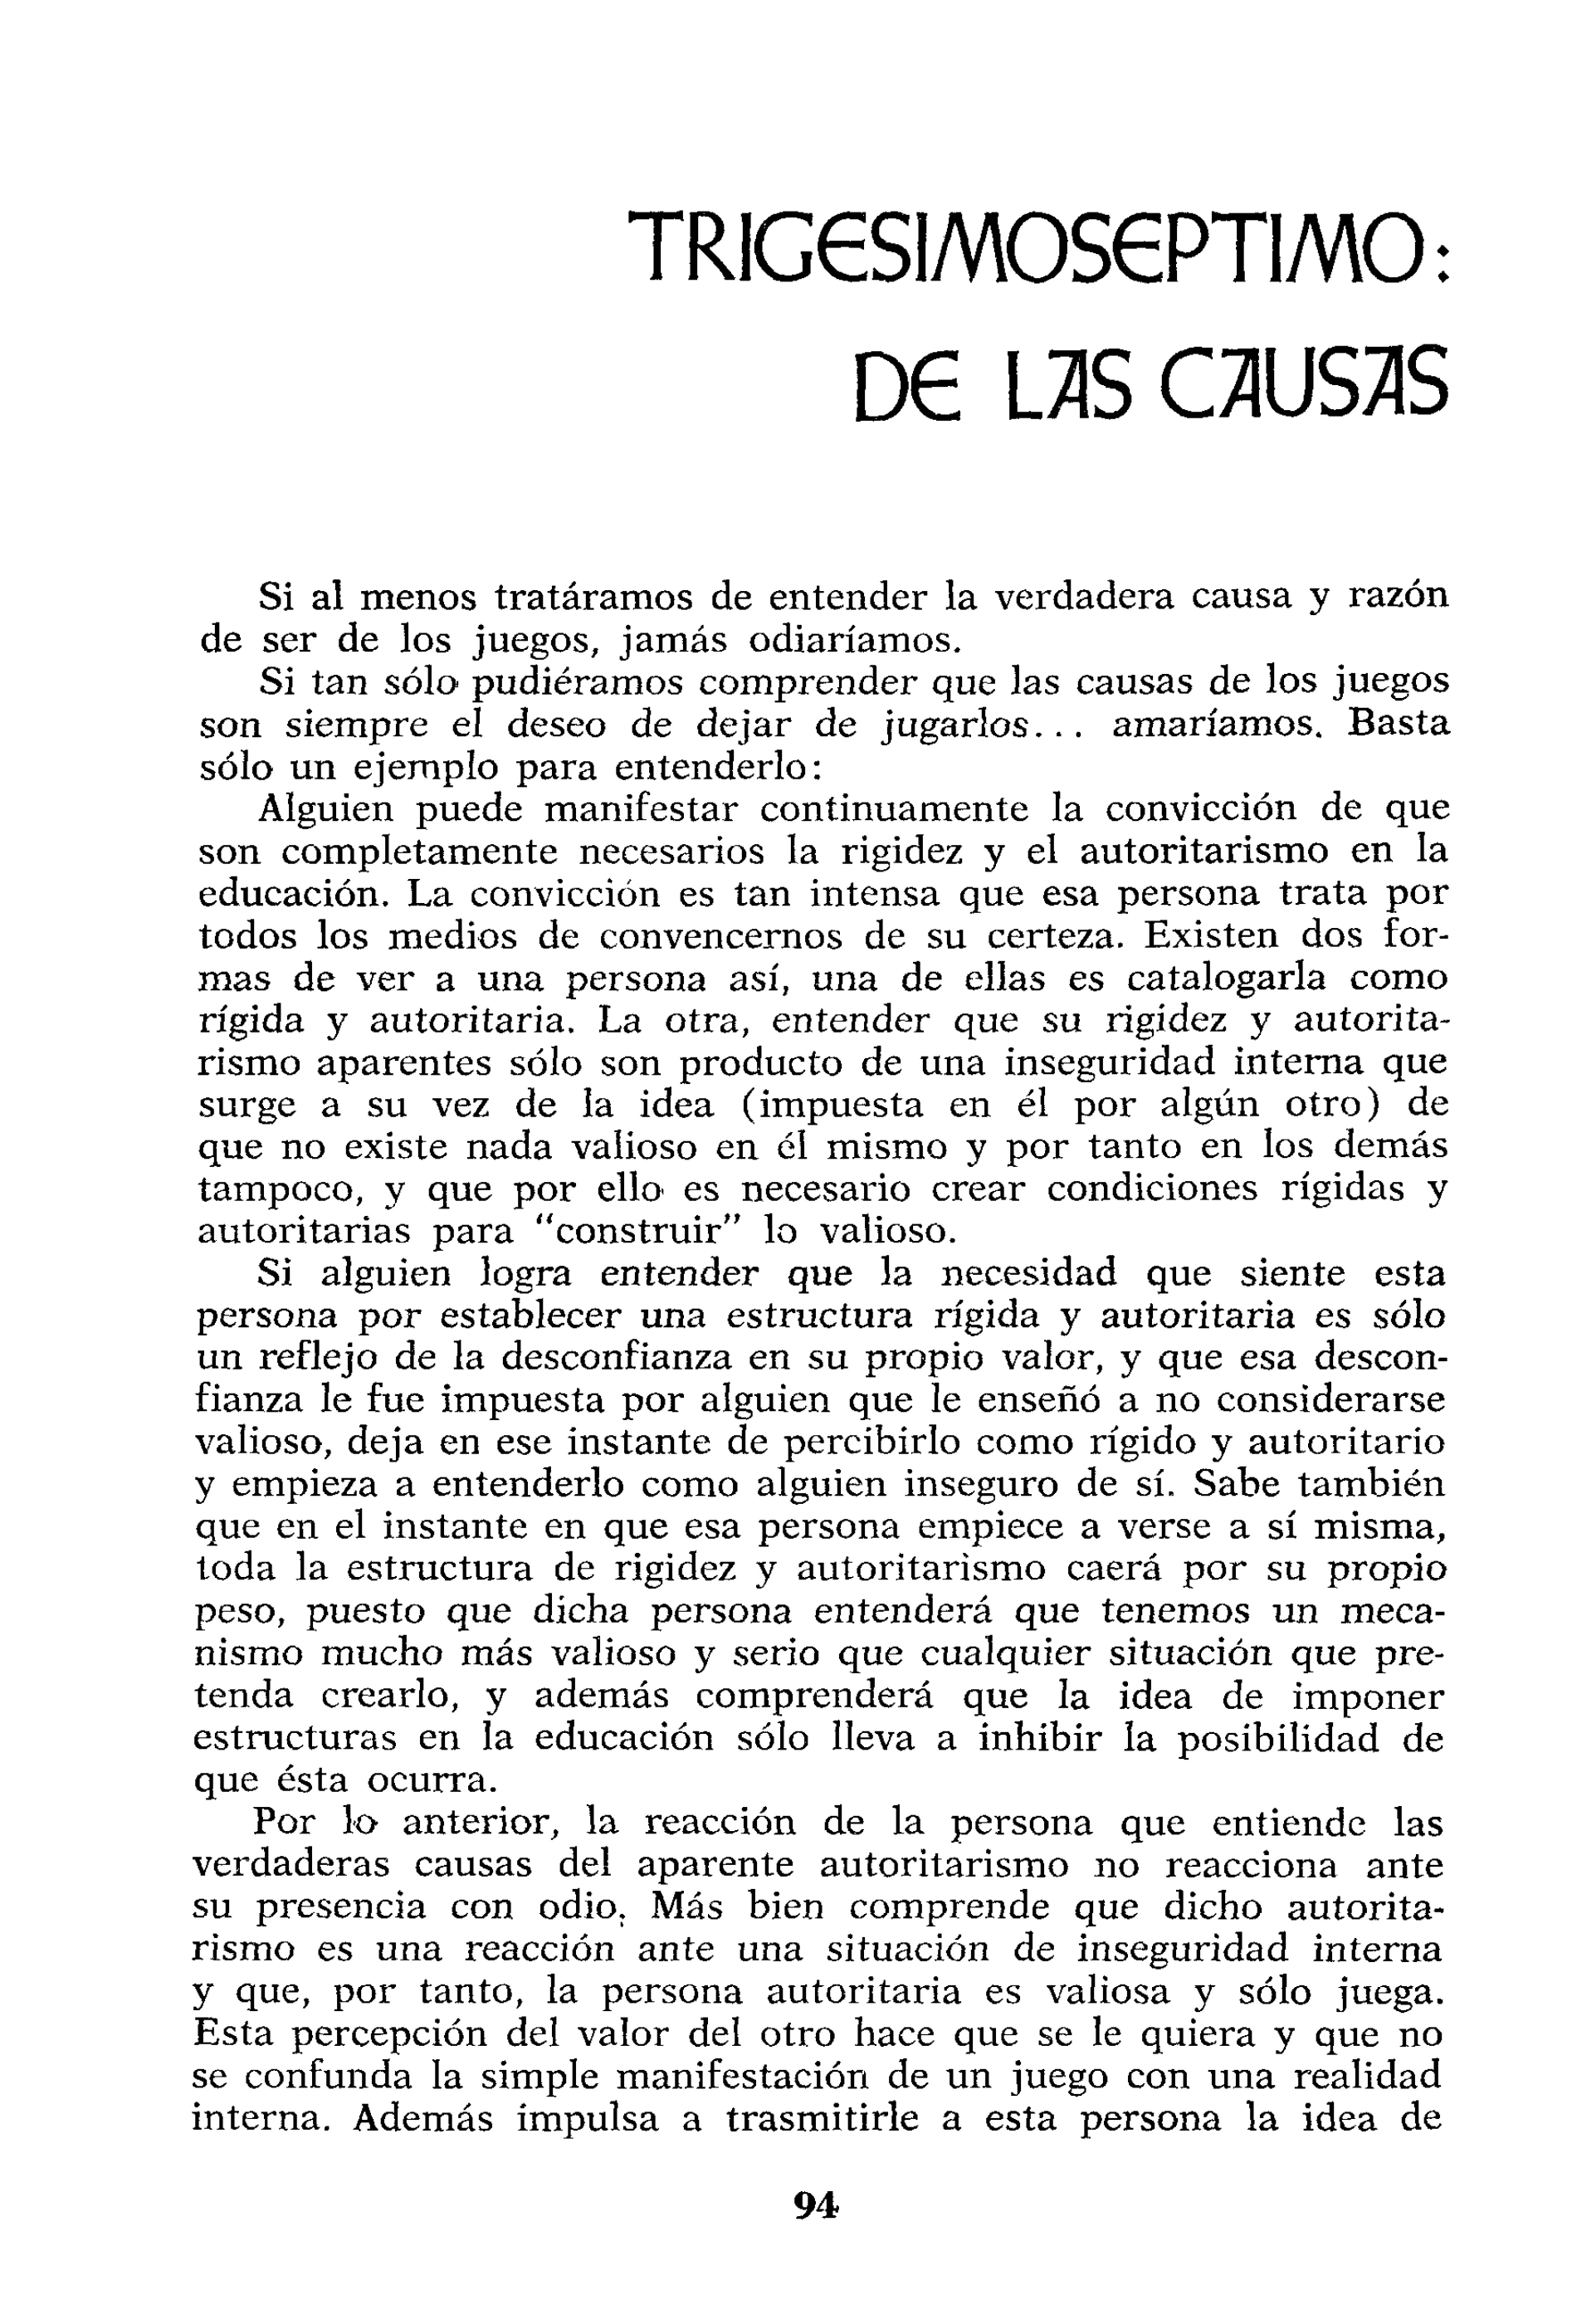 TRIGESIMOSEPTIMO:
DE LAS CAUSAS
Si al menos tratáramos de entender la verdadera causa y razón
de ser de los juegos, jamás odiaríamos.
Si tan sólo pudiéramos comprender que las causas de los juegos
son siempre el deseo de dejar de jugarlos... amaríamos. Basta
sólo un ejemplo para entenderlo:
Alguien puede manifestar continuamente la convicción de que
son completamente necesarios la rigidez y el autoritarismo en la
educación. La convicción es tan intensa que esa persona trata por
todos los medios de convencernos de su certeza. Existen dos for-
mas de ver a una persona así, una de ellas es catalogarla como
rígida y autoritaria. La otra, entender que su rigidez y autorita-
rismo aparentes sólo son producto de una inseguridad interna que
surge a su vez de la idea (impuesta en él por algún otro) de
que no existe nada valioso en él mismo y por tanto en los demás
tampoco, y que por ello es necesario crear condiciones rígidas y
autoritarias para "construir" lo valioso.
Si alguien logra entender que la necesidad que siente esta
persona por establecer una estructura rígida y autoritaria es sólo
un reflejo de la desconfianza en su propio valor, y que esa descon-
fianza le fue impuesta por alguien que le enseñó a no considerarse
valioso, deja en ese instante de percibirlo como rígido y autoritario
y empieza a entenderlo como alguien inseguro de sí. Sabe también
que en el instante en que esa persona empiece a verse a sí misma,
toda la estructura de rigidez y autoritarismo caerá por su propio
peso, puesto que dicha persona entenderá que tenemos un meca-
nismo mucho más valioso y serio que cualquier situación que pre-
tenda crearlo, y además comprenderá que la idea de imponer
estructuras en la educación sólo lleva a inhibir la posibilidad de
que ésta ocurra.
Por lo anterior, la reacción de la persona que entiende las
verdaderas causas del aparente autoritarismo no reacciona ante
su presencia con odio. Más bien comprende que dicho autorita-
rismo es una reacción ante una situación de inseguridad interna
y que, por tanto, la persona autoritaria es valiosa y sólo juega.
Esta percepción del valor del otro hace que se le quiera y que no
se confunda la simple manifestación de un juego con una realidad
interna. Además impulsa a trasmitirle a esta persona la idea de
94